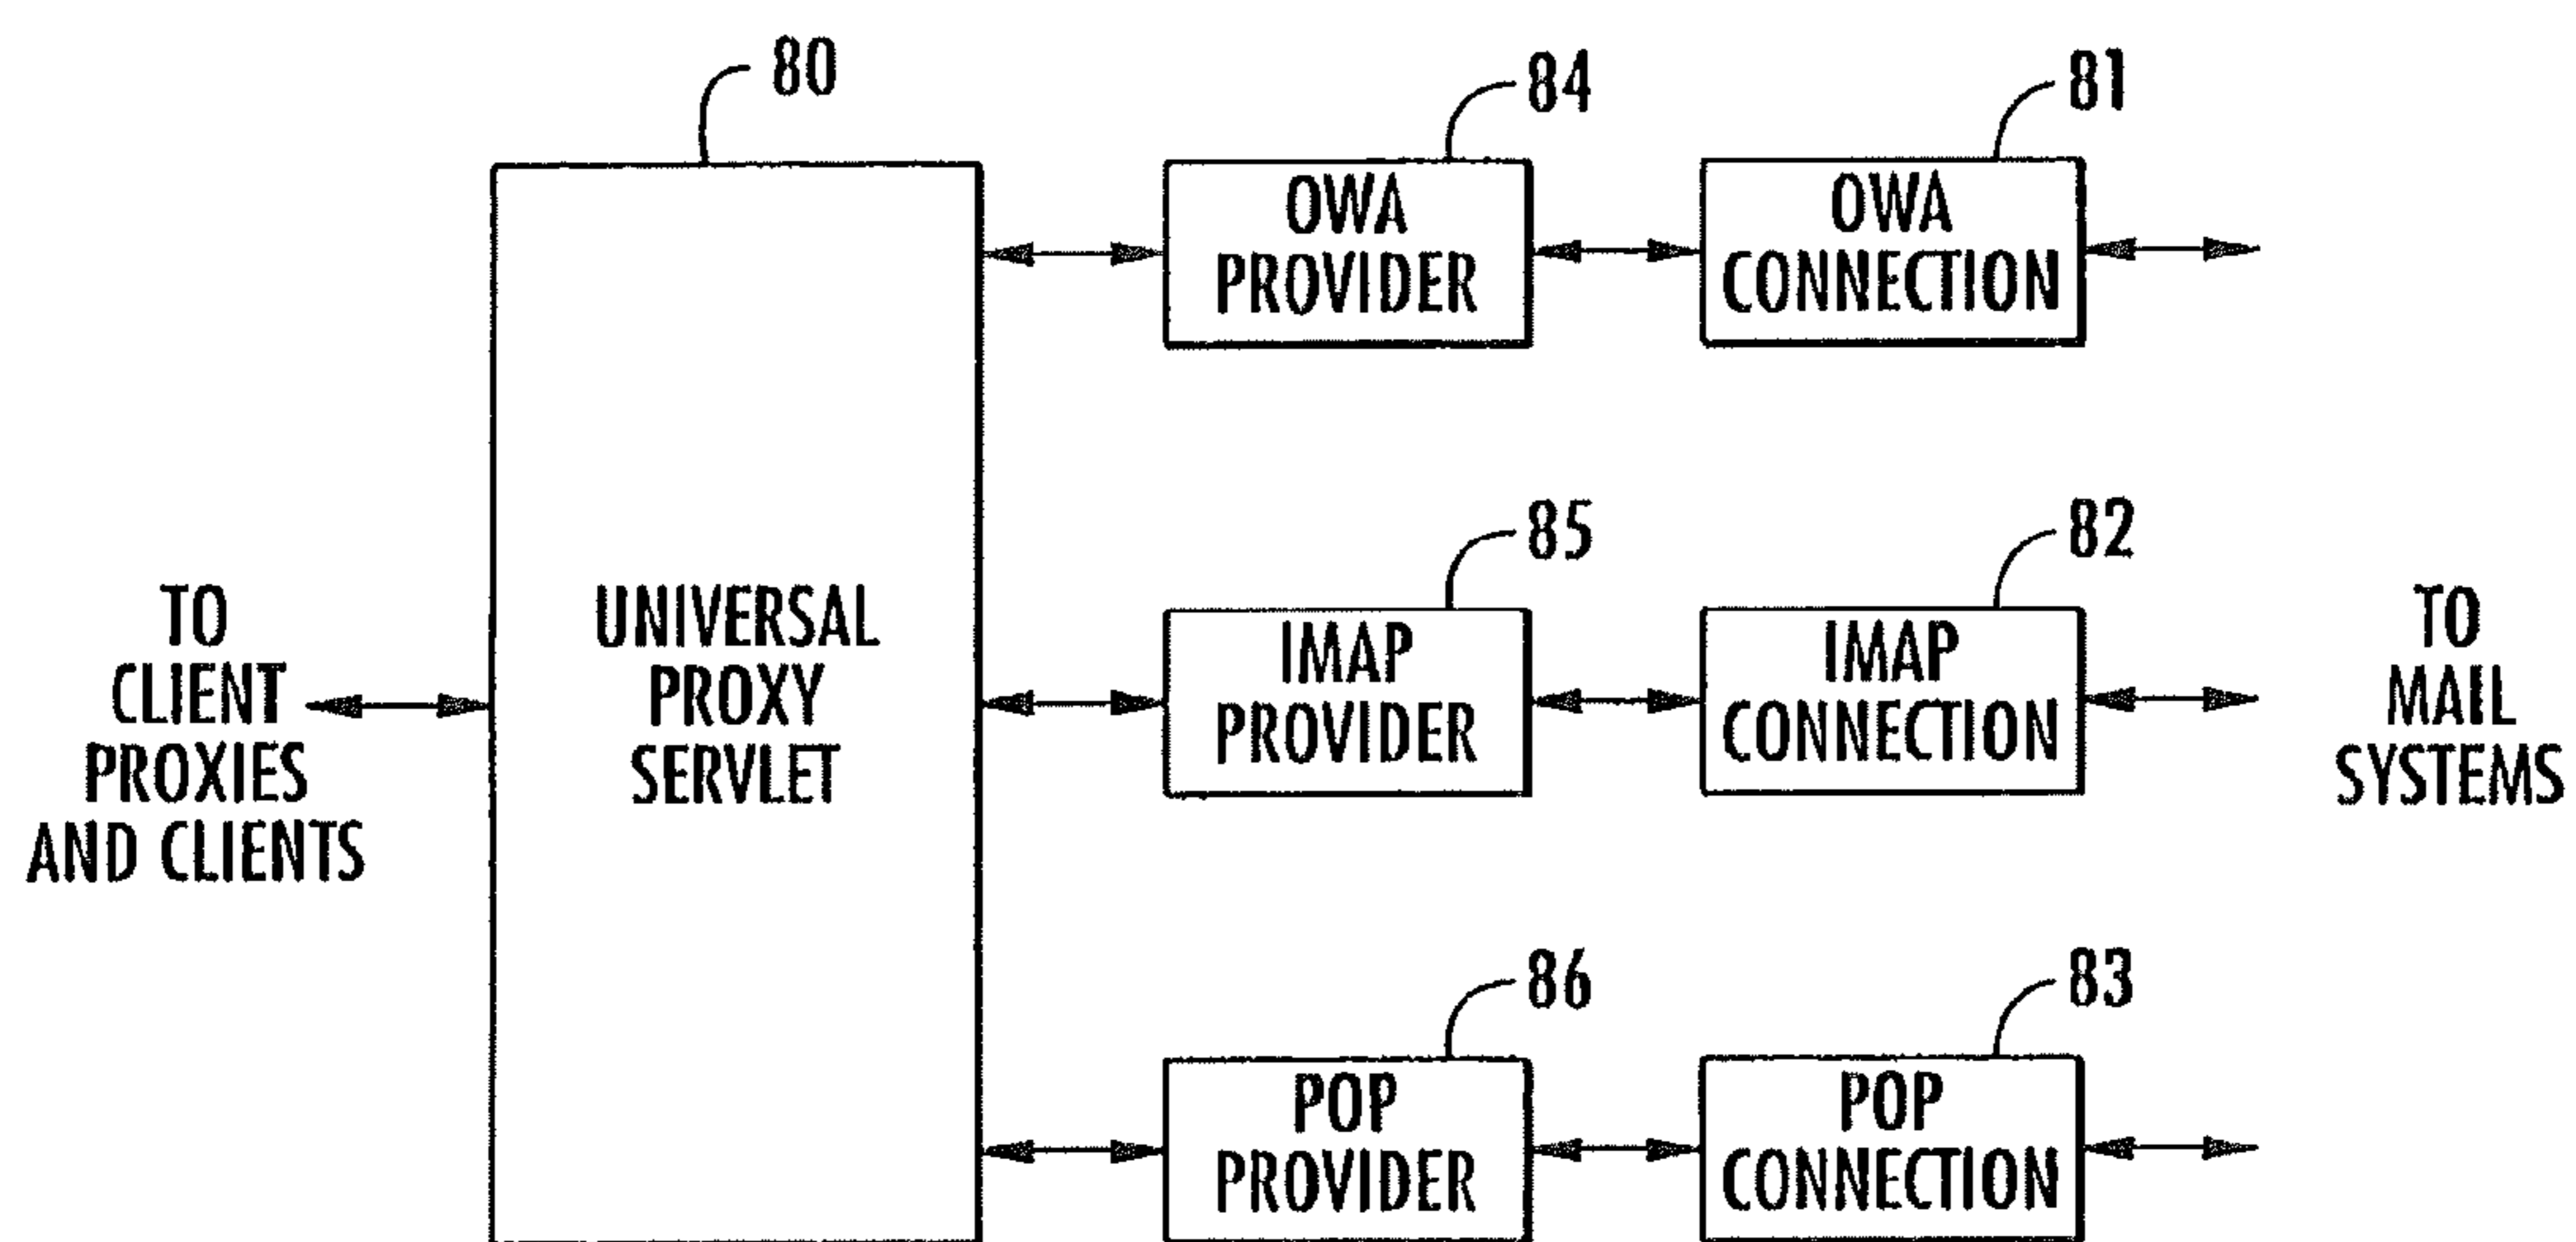 80
84
81
OWA
PROVIDER
OWA
CONNECTION
85
82
TO
CLIENT
PROXIES
AND CLIENTS
UNIVERSAL
PROXY
SERVLET
IMAP
PROVIDER
IMAP
CONNECTION
TO
MAIL
SYSTEMS
86
83
POP
PROVIDER
POP
CONNECTION